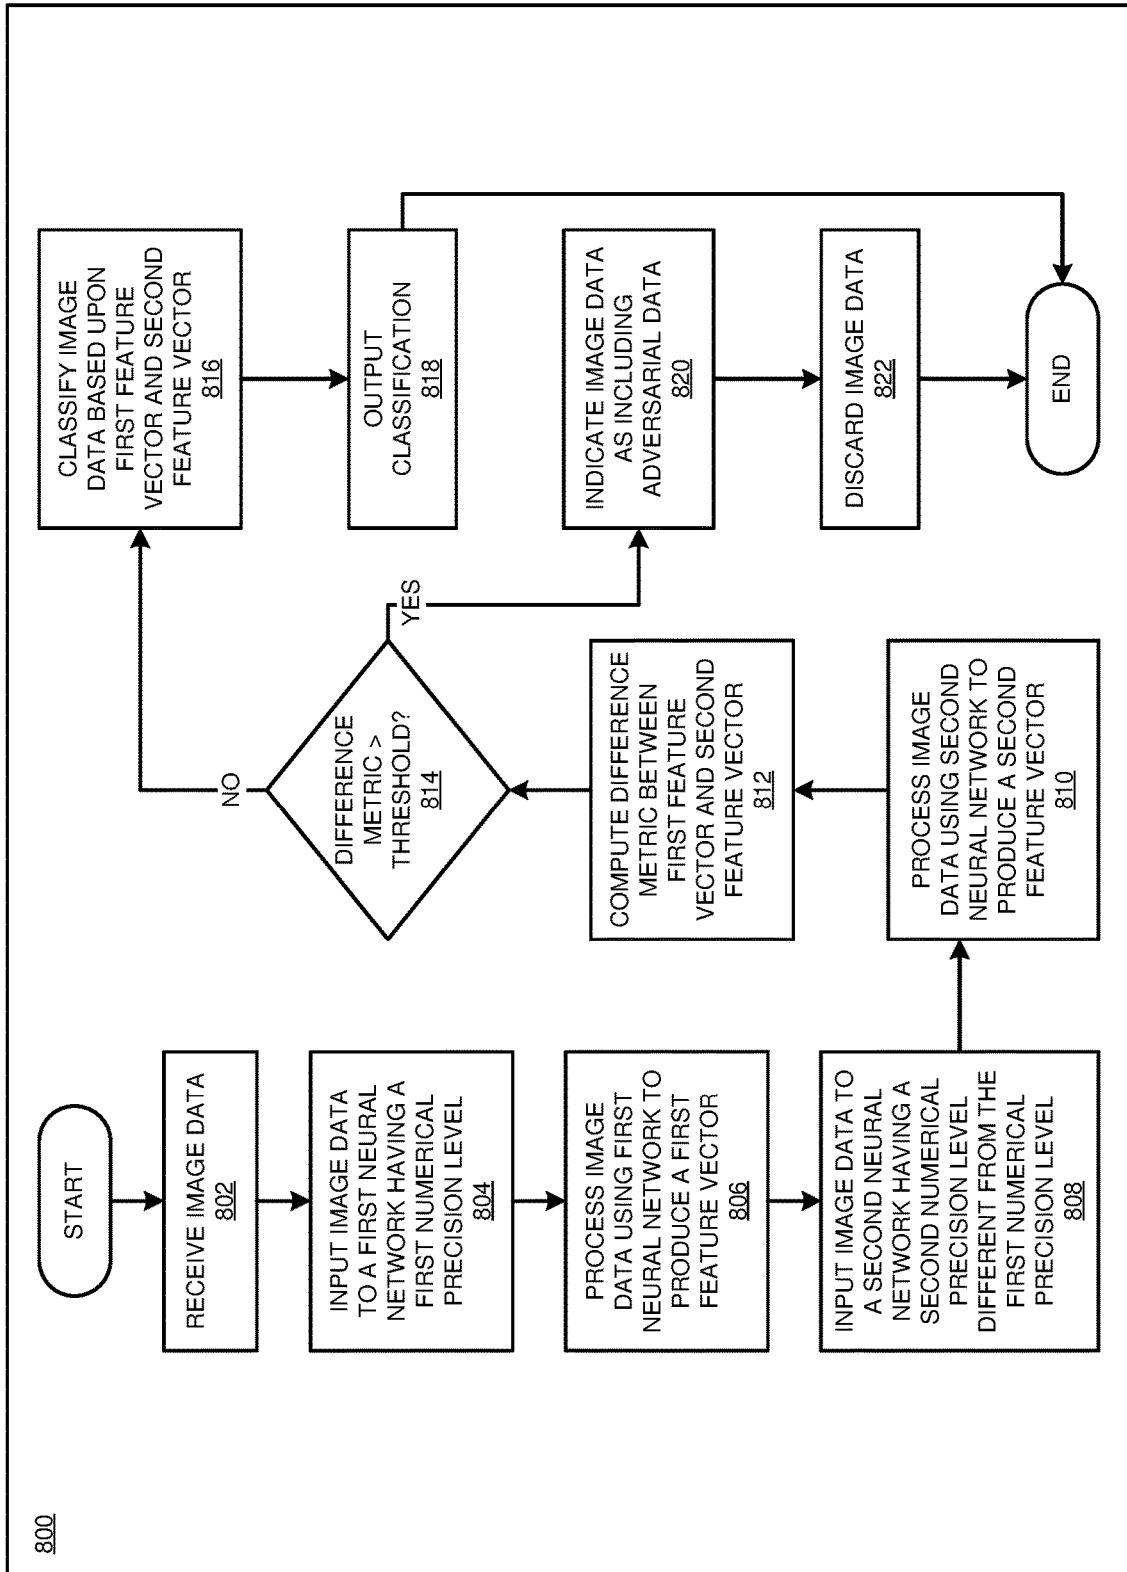 800
START
RECEIVE IMAGE DATA
802
INPUT IMAGE DATA
TO A FIRST NEURAL
NETWORK HAVING A
FIRST NUMERICAL
PRECISION LEVEL
804
PROCESS IMAGE
DATA USING FIRST
NEURAL NETWORK TO
PRODUCE A FIRST
FEATURE VECTOR
806
INPUT IMAGE DATA TO
A SECOND NEURAL
NETWORK HAVING A
SECOND NUMERICAL
PRECISION LEVEL
DIFFERENT FROM THE
FIRST NUMERICAL
PRECISION LEVEL
808
PROCESS IMAGE
DATA USING SECOND
NEURAL NETWORK TO
PRODUCE A SECOND
FEATURE VECTOR
810
COMPUTE DIFFERENCE
METRIC BETWEEN
FIRST FEATURE
VECTOR AND SECOND
FEATURE VECTOR
812
DIFFERENCE
METRIC >
THRESHOLD?
814
NO
YES
CLASSIFY IMAGE
DATA BASED UPON
FIRST FEATURE
VECTOR AND SECOND
FEATURE VECTOR
816
OUTPUT
CLASSIFICATION
818
INDICATE IMAGE DATA
AS INCLUDING
ADVERSARIAL DATA
820
DISCARD IMAGE DATA
822
END